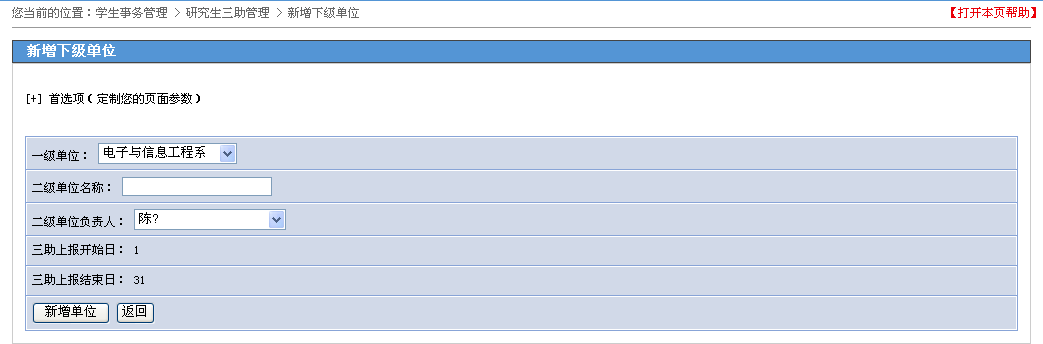 您当前的位置：学生事务管理 > 研究生三助管理 > 新增下级单位
【打开本页帮助】
新增下级单位
[+] 首选项（定制您的页面参数）
一级单位： 电子与信息工程系
二级单位名称：
二级单位负责人： 陈?
三助上报开始日： 1
三助上报结束日： 31
新增单位 返回